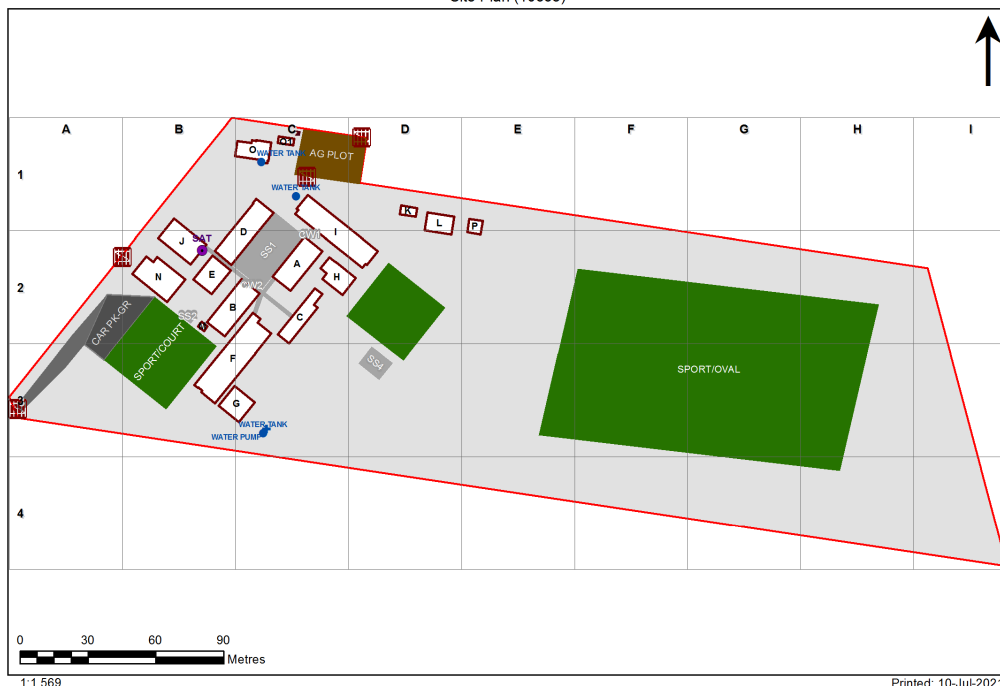 A B C D E F G H I
1
O
WATER TANK
AG PLOT
WATER TANK
K
L
P
D
I
J
SAT
SS1
CW1
A
2
N
E
H
CW2
B
C
SS2
CAR PK-GR
SPORT/COURT
F
SS4
SPORT/OVAL
3
G
WATER TANK
WATER PUMP
4
0 30 60 90
Metres